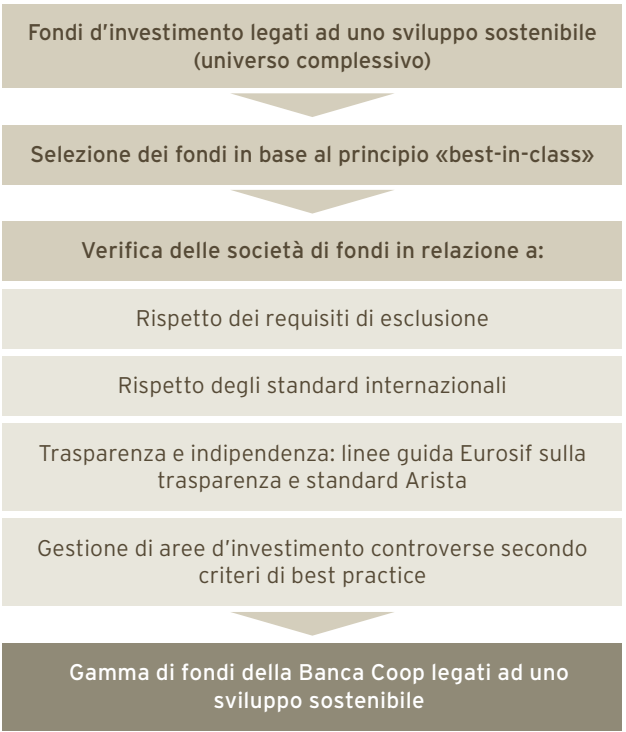 Fondi d’investimento legati ad uno sviluppo sostenibile
(universo complessivo)
Selezione dei fondi in base al principio «best-in-class»
Verifica delle società di fondi in relazione a:
Rispetto dei requisiti di esclusione
Rispetto degli standard internazionali
Trasparenza e indipendenza: linee guida Eurosif sulla
trasparenza e standard Arista
Gestione di aree d’investimento controverse secondo
criteri di best practice
Gamma di fondi della Banca Coop legati ad uno
sviluppo sostenibile